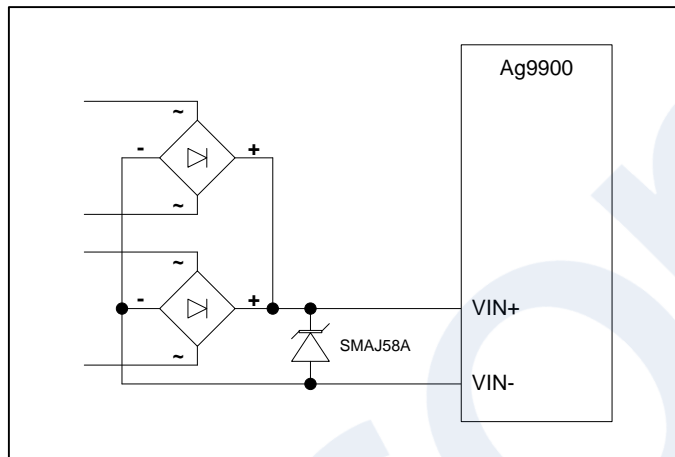 Ag9900
~
- +
~
~
- +
~
VIN+
SMAJ58A
VIN-